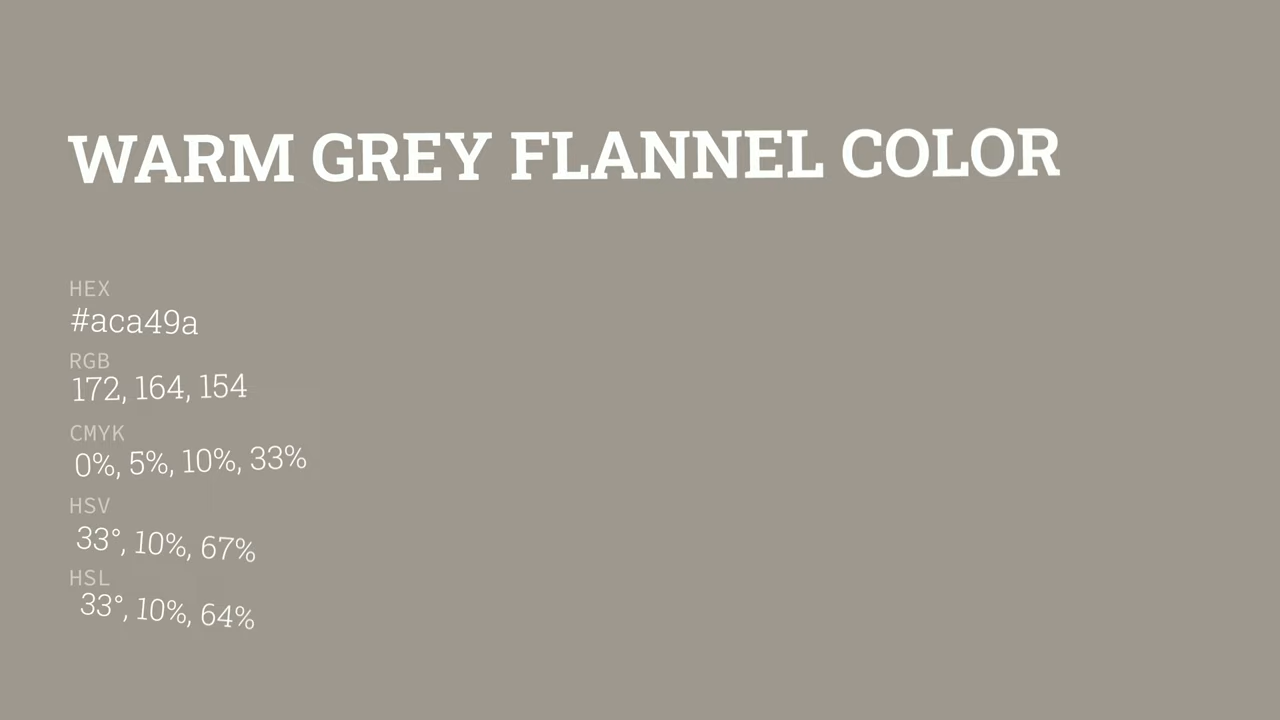 WARM GREY FLANNEL COLOR
HEX
#aca49a
RGB
172, 164, 154
CMYK
0%, 5%, 10%, 33%
HSV
33°, 10%, 67%
HSL
33°, 10%, 64%